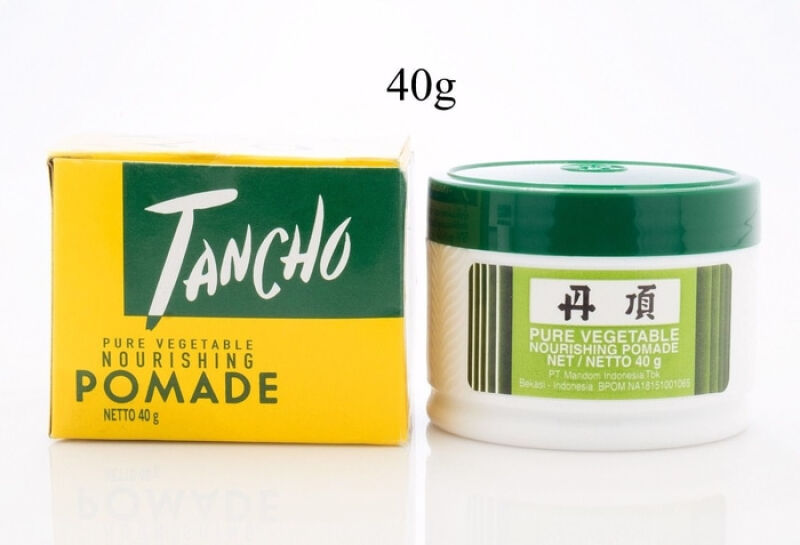 40g
TANCHO
PURE VEGETABLE
NOURISHING
POMADE
NETTO 40 g
丹頂
PURE VEGETABLE
NOURISHING POMADE
NET / NETTO 40 g
PT. Mandom Indonesia Tbk
Bekasi - Indonesia BPOM NA18151001065